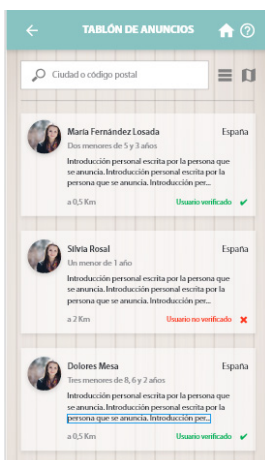 TABLÓN DE ANUNCIOS
Ciudad o código postal
María Fernández Losada España
Dos menores de 5 y 3 años
Introducción personal escrita por la persona que
se anuncia. Introducción personal escrita por la
persona que se anuncia. Introducción per...
a 0,5 Km Usuario verificado
Silvia Rosal España
Un menor de 1 año
Introducción personal escrita por la persona que
se anuncia. Introducción personal escrita por la
persona que se anuncia. Introducción per...
a 2 Km Usuario no verificado
Dolores Mesa España
Tres menores de 8, 6 y 2 años
Introducción personal escrita por la persona que
se anuncia. Introducción personal escrita por la
persona que se anuncia. Introducción per...
a 0,5 Km Usuario verificado